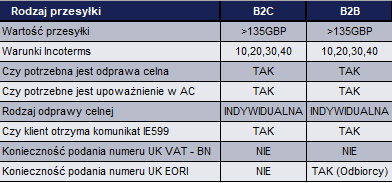 Rodzaj przesyłki B2C B2B
Wartość przesyłki >135GBP >135GBP
Warunki Incoterms 10,20,30,40 10,20,30,40
Czy potrzebna jest odprawa celna TAK TAK
Czy potrzebne jest upoważnienie w AC TAK TAK
Rodzaj odprawy celnej INDYWIDUALNA INDYWIDUALNA
Czy klient otrzyma komunikat IE599 TAK TAK
Konieczność podania numeru UK VAT - BN NIE NIE
Konieczność podania numeru UK EORI NIE TAK (Odbiorcy)